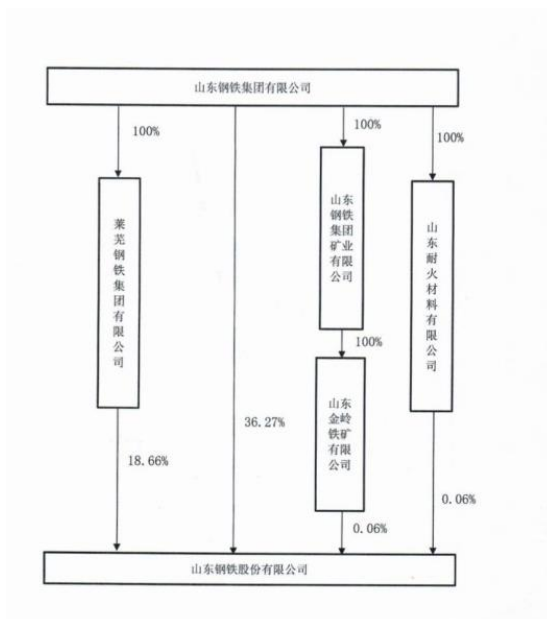 山东钢铁集团有限公司
100%
100%
100%
莱芜钢铁集团有限公司
山东
钢铁
集团
矿业
有限
公司
山东耐火材料有限公司
100%
山东
金岭
铁矿
有限
公司
36.27%
18.66%
0.06%
0.06%
山东钢铁股份有限公司